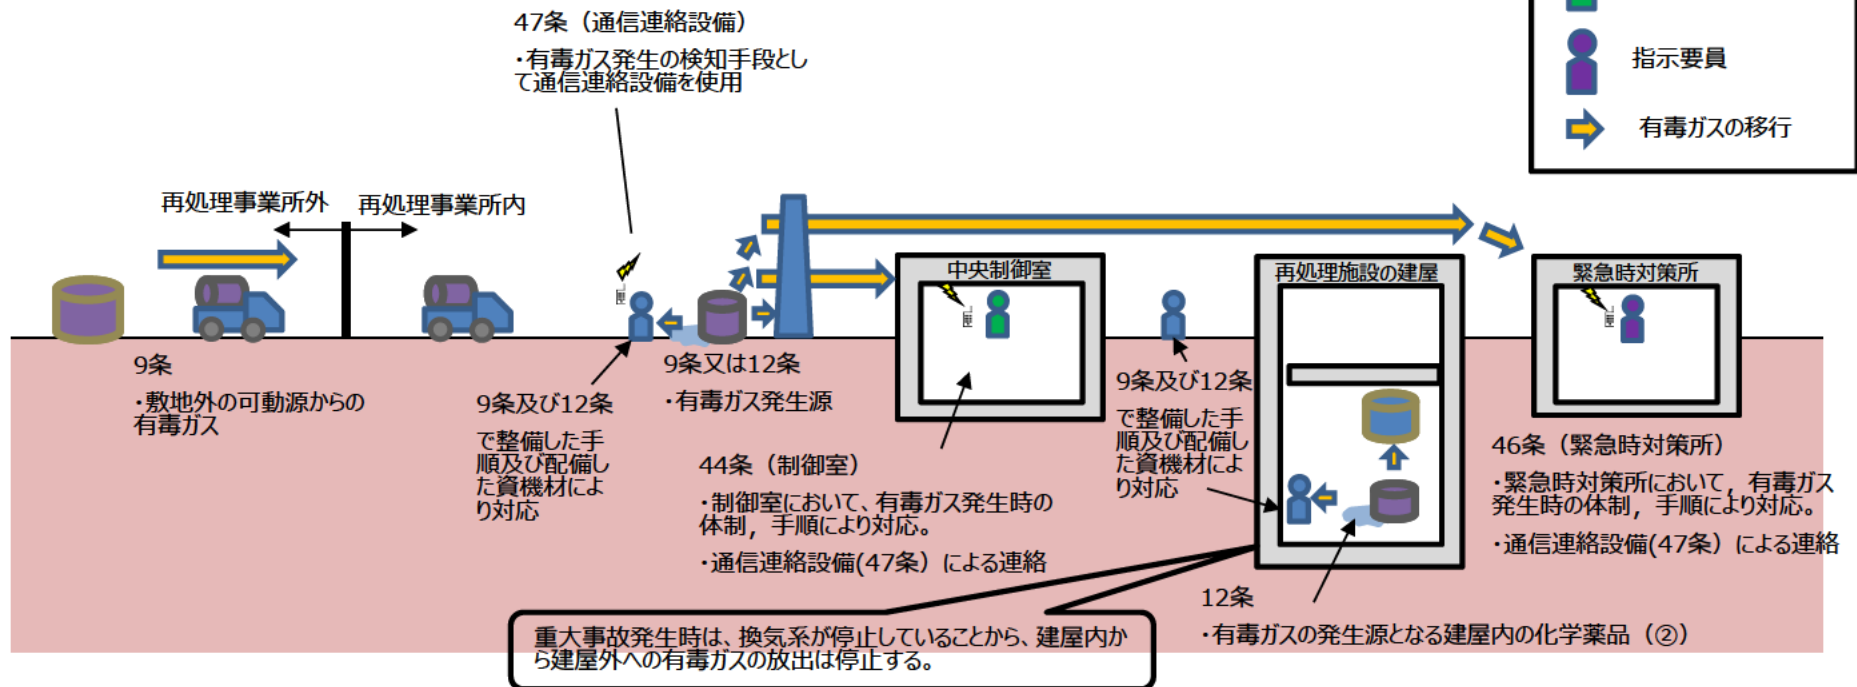 47条（通信連絡設備）
・有毒ガス発生の検知手段とし
て通信連絡設備を使用
指示要員
有毒ガスの移行
再処理事業所外
再処理事業所内
中央制御室
再処理施設の建屋
緊急時対策所
9条
・敷地外の可動源からの
有毒ガス
9条及び12条
で整備した手
順及び配備し
た資機材によ
り対応
9条又は12条
・有毒ガス発生源
44条（制御室）
・制御室において、有毒ガス発生時の
体制，手順により対応。
・通信連絡設備(47条）による連絡
9条及び12条
で整備した手
順及び配備し
た資機材によ
り対応
46条（緊急時対策所）
・緊急時対策所において，有毒ガス
発生時の体制，手順により対応。
・通信連絡設備(47条）による連絡
12条
・有毒ガスの発生源となる建屋内の化学薬品（②）
重大事故発生時は、換気系が停止していることから、建屋内か
ら建屋外への有毒ガスの放出は停止する。